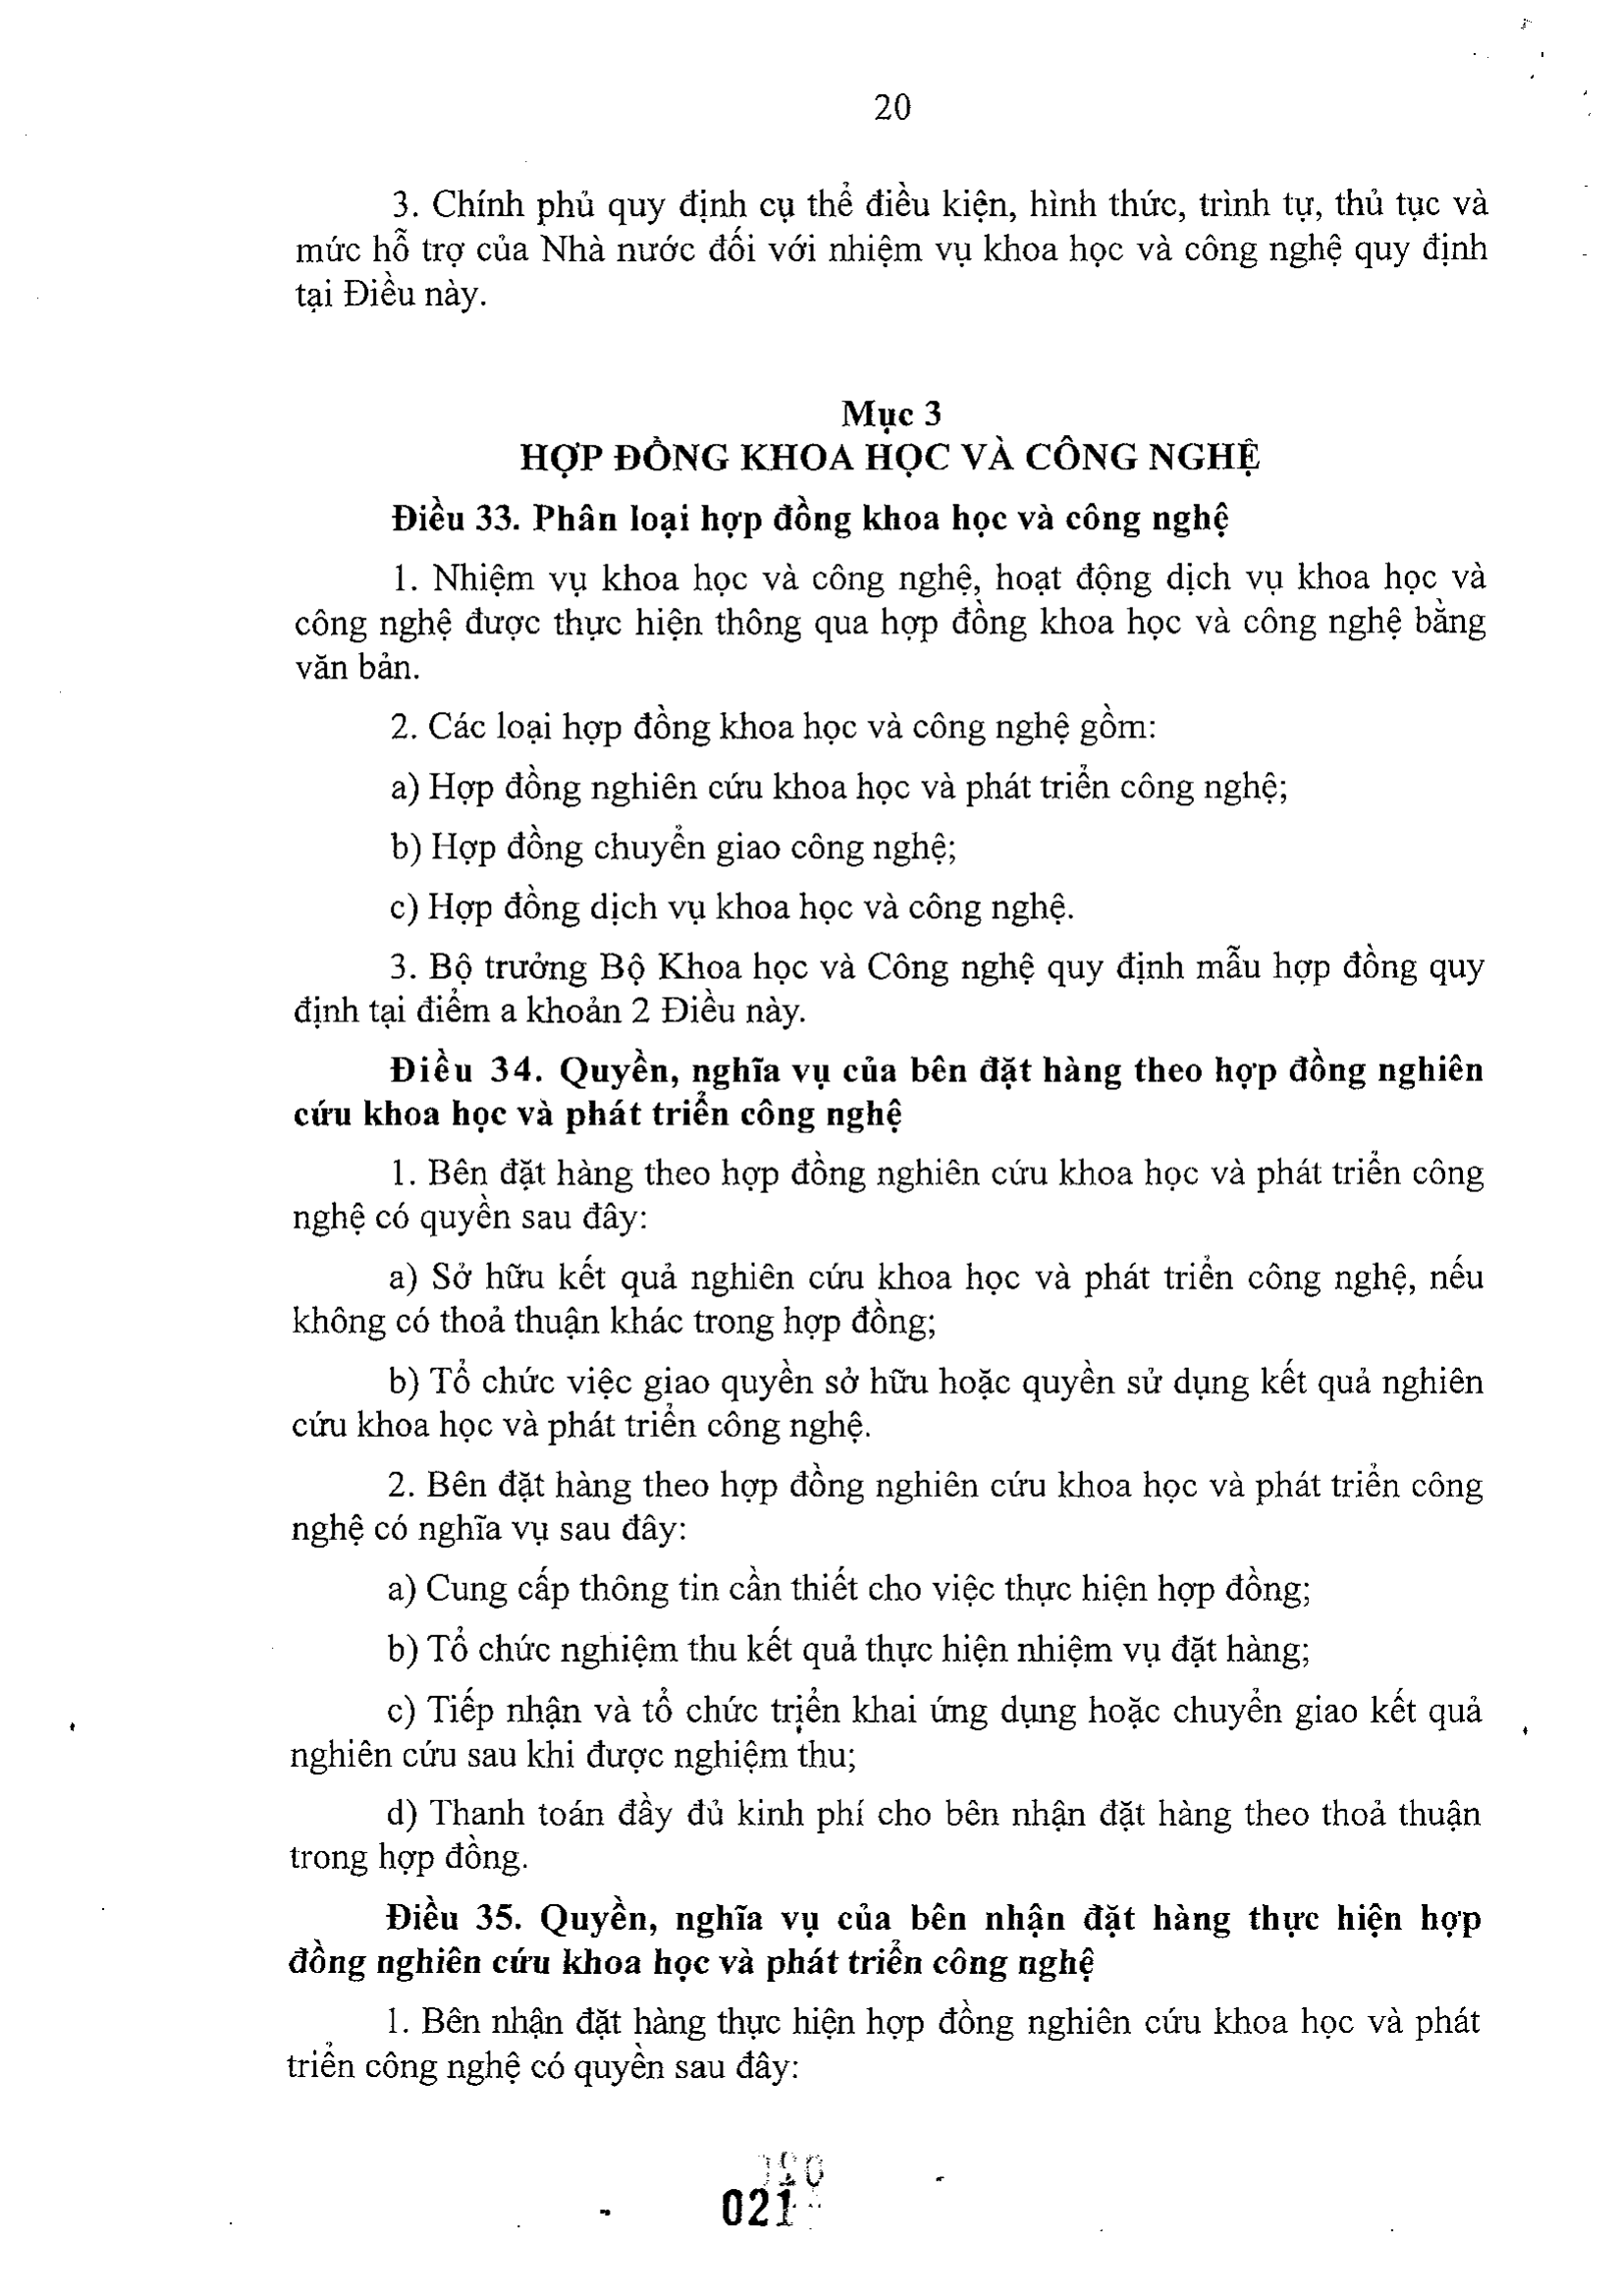 20
3. Chính phủ quy định cụ thể điều kiện, hình thức, trình tự, thủ tục và
mức hỗ trợ của Nhà nước đối với nhiệm vụ khoa học và công nghệ quy định
tại Điều này.
Mục 3
HỢP ĐỒNG KHOA HỌC VÀ CÔNG NGHỆ
Điều 33. Phân loại hợp đồng khoa học và công nghệ
1. Nhiệm vụ khoa học và công nghệ, hoạt động dịch vụ khoa học và
công nghệ được thực hiện thông qua hợp đồng khoa học và công nghệ bằng
văn bản.
2. Các loại hợp đồng khoa học và công nghệ gồm:
a) Hợp đồng nghiên cứu khoa học và phát triển công nghệ;
b) Hợp đồng chuyển giao công nghệ;
c) Hợp đồng dịch vụ khoa học và công nghệ.
3. Bộ trưởng Bộ Khoa học và Công nghệ quy định mẫu hợp đồng quy
định tại điểm a khoản 2 Điều này.
Điều 34. Quyền, nghĩa vụ của bên đặt hàng theo hợp đồng nghiên
cứu khoa học và phát triển công nghệ
1. Bên đặt hàng theo hợp đồng nghiên cứu khoa học và phát triển công
nghệ có quyền sau đây:
a) Sở hữu kết quả nghiên cứu khoa học và phát triển công nghệ, nếu
không có thoả thuận khác trong hợp đồng;
b) Tổ chức việc giao quyền sở hữu hoặc quyền sử dụng kết quả nghiên
cứu khoa học và phát triển công nghệ.
2. Bên đặt hàng theo hợp đồng nghiên cứu khoa học và phát triển công
nghệ có nghĩa vụ sau đây:
a) Cung cấp thông tin cần thiết cho việc thực hiện hợp đồng;
b) Tổ chức nghiệm thu kết quả thực hiện nhiệm vụ đặt hàng;
c) Tiếp nhận và tổ chức triển khai ứng dụng hoặc chuyển giao kết quả
nghiên cứu sau khi được nghiệm thu;
d) Thanh toán đầy đủ kinh phí cho bên nhận đặt hàng theo thoả thuận
trong hợp đồng.
Điều 35. Quyền, nghĩa vụ của bên nhận đặt hàng thực hiện hợp
đồng nghiên cứu khoa học và phát triển công nghệ
1. Bên nhận đặt hàng thực hiện hợp đồng nghiên cứu khoa học và phát
triển công nghệ có quyền sau đây:
021